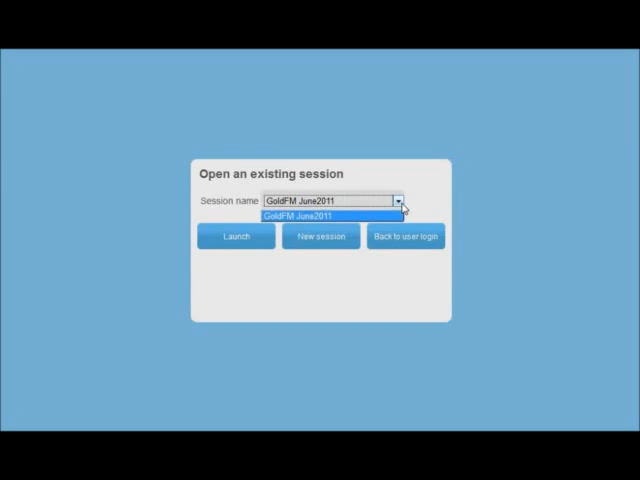 Open an existing session
Session name GoldFM June2011
GoldFM June2011
Launch New session Back to user login